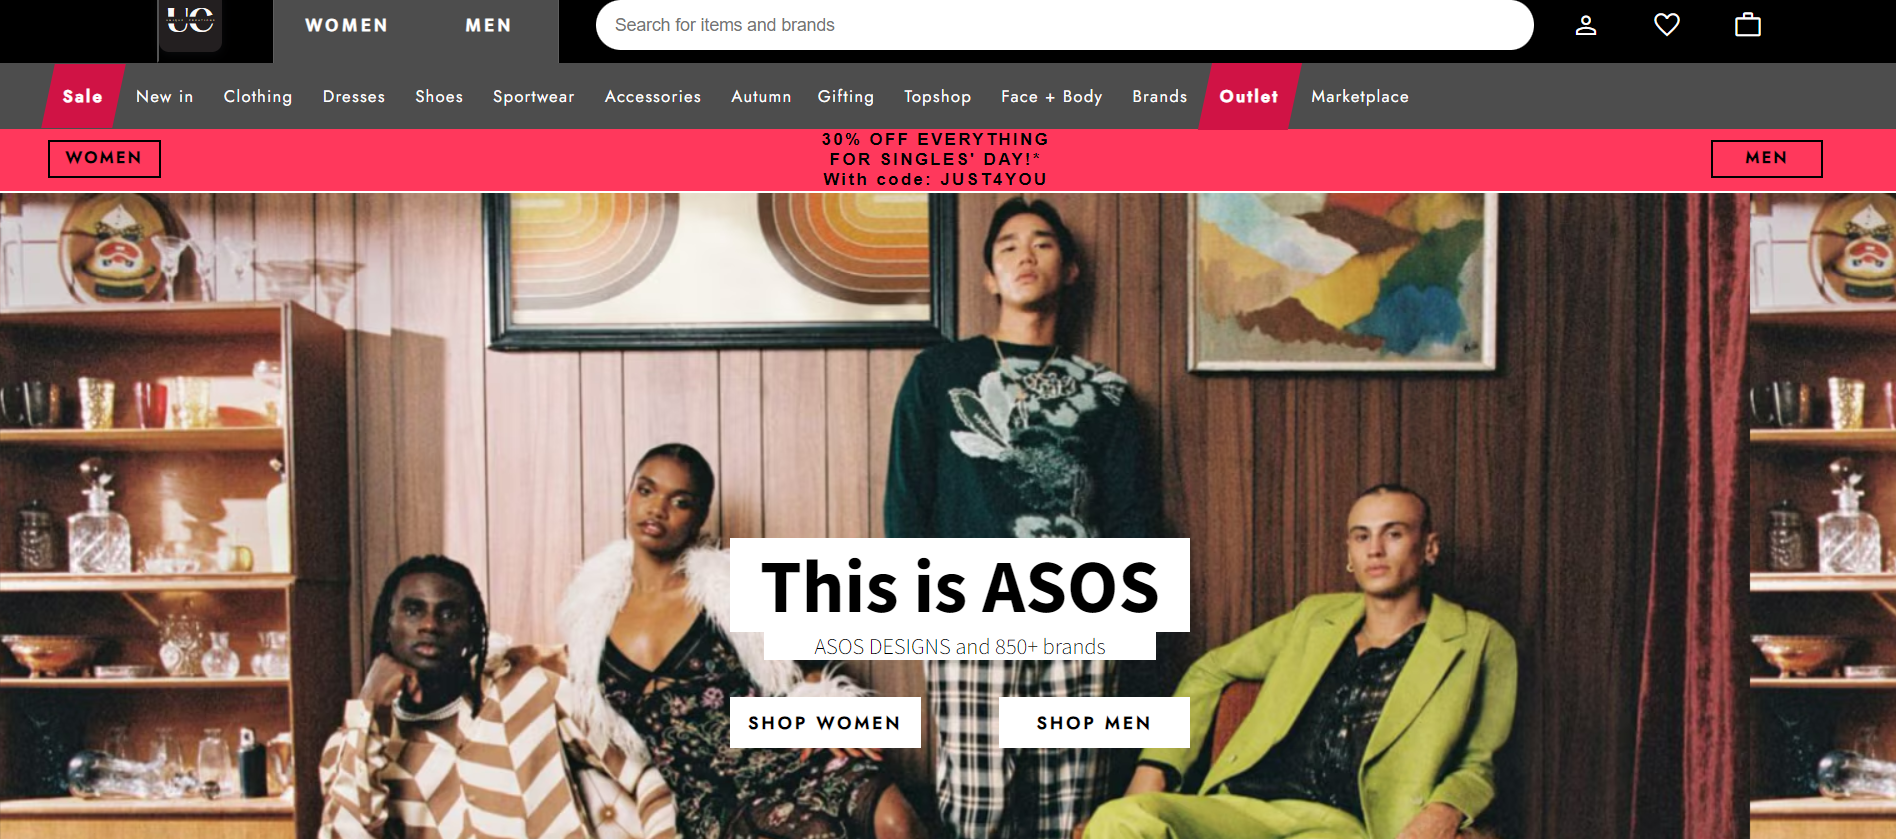 UC
WOMEN
MEN
Search for items and brands
Sale
New in
Clothing
Dresses
Shoes
Sportwear
Accessories
Autumn
Gifting
Topshop
Face + Body
Brands
Outlet
Marketplace
WOMEN
30% OFF EVERYTHING
FOR SINGLES' DAY!*
With code: JUST4YOU
MEN
This is ASOS
ASOS DESIGNS and 850+ brands
SHOP WOMEN
SHOP MEN